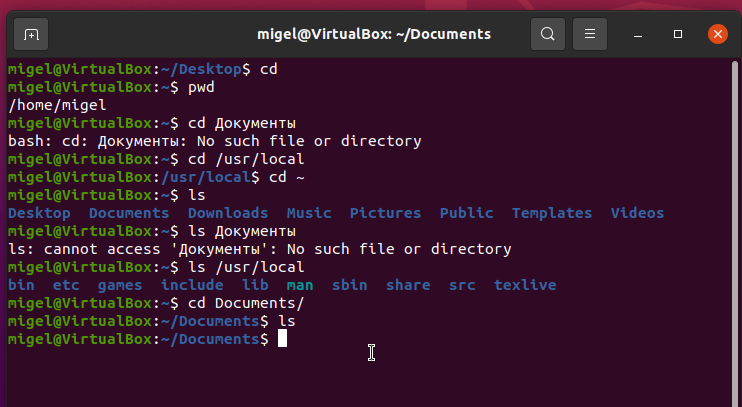 migel@VirtualBox: ~/Documents
migel@VirtualBox:~/Desktop$ cd
migel@VirtualBox:~$ pwd
/home/migel
migel@VirtualBox:~$ cd Документы
bash: cd: Документы: No such file or directory
migel@VirtualBox:~$ cd /usr/local
migel@VirtualBox:/usr/local$ cd ~
migel@VirtualBox:~$ ls
Desktop  Documents  Downloads  Music  Pictures  Public  Templates  Videos
migel@VirtualBox:~$ ls Документы
ls: cannot access 'Документы': No such file or directory
migel@VirtualBox:~$ ls /usr/local
bin  etc  games  include  lib  man  sbin  share  src  texlive
migel@VirtualBox:~$ cd Documents/
migel@VirtualBox:~/Documents$ ls
migel@VirtualBox:~/Documents$